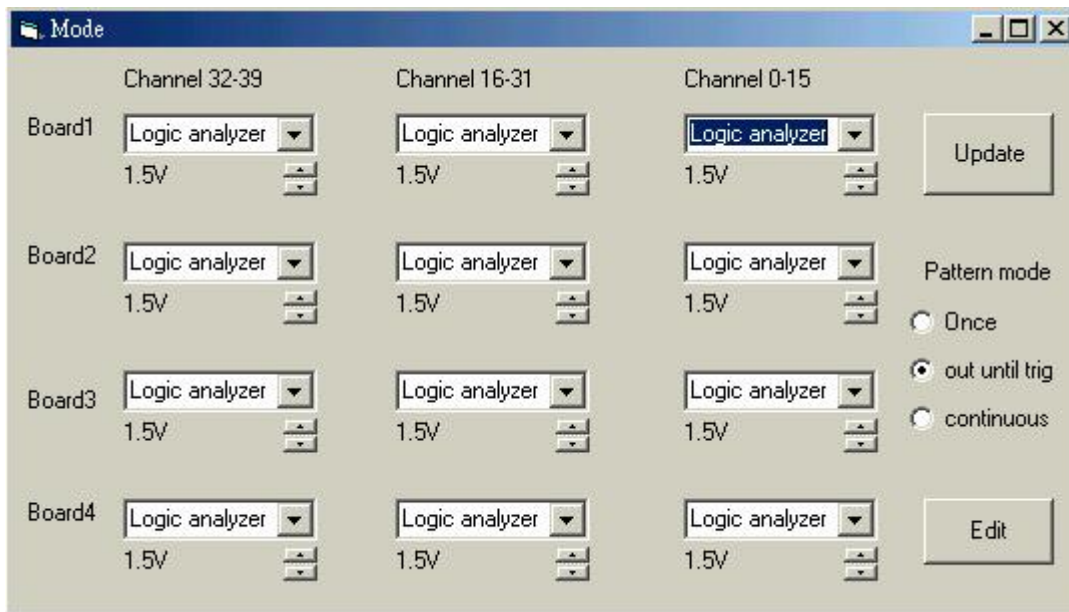 Mode
Channel 32-39 Channel 16-31 Channel 0-15
Board1 Logic analyzer Logic analyzer Logic analyzer Update
1.5V 1.5V 1.5V
Board2 Logic analyzer Logic analyzer Logic analyzer
1.5V 1.5V 1.5V
Pattern mode
Once
out until trig
continuous
Board3 Logic analyzer Logic analyzer Logic analyzer
1.5V 1.5V 1.5V
Board4 Logic analyzer Logic analyzer Logic analyzer Edit
1.5V 1.5V 1.5V